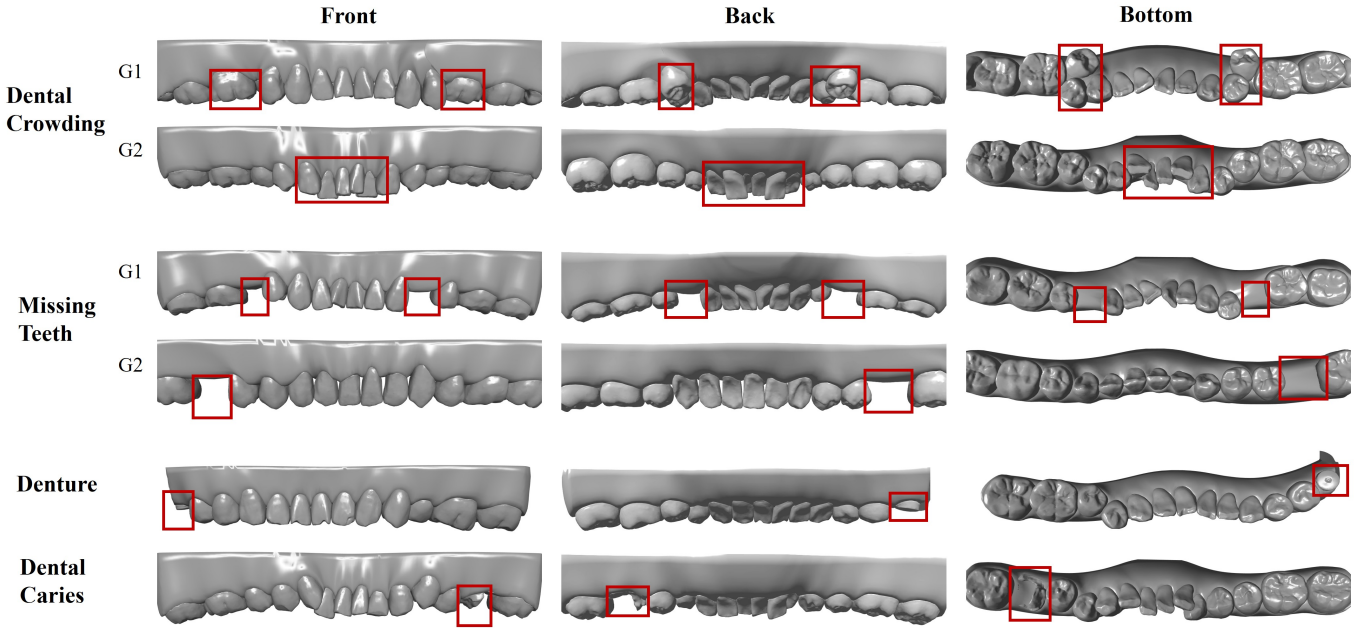 Front Back Bottom
G1
Dental
Crowding
G2
G1
Missing
Teeth
G2
Denture
Dental
Caries